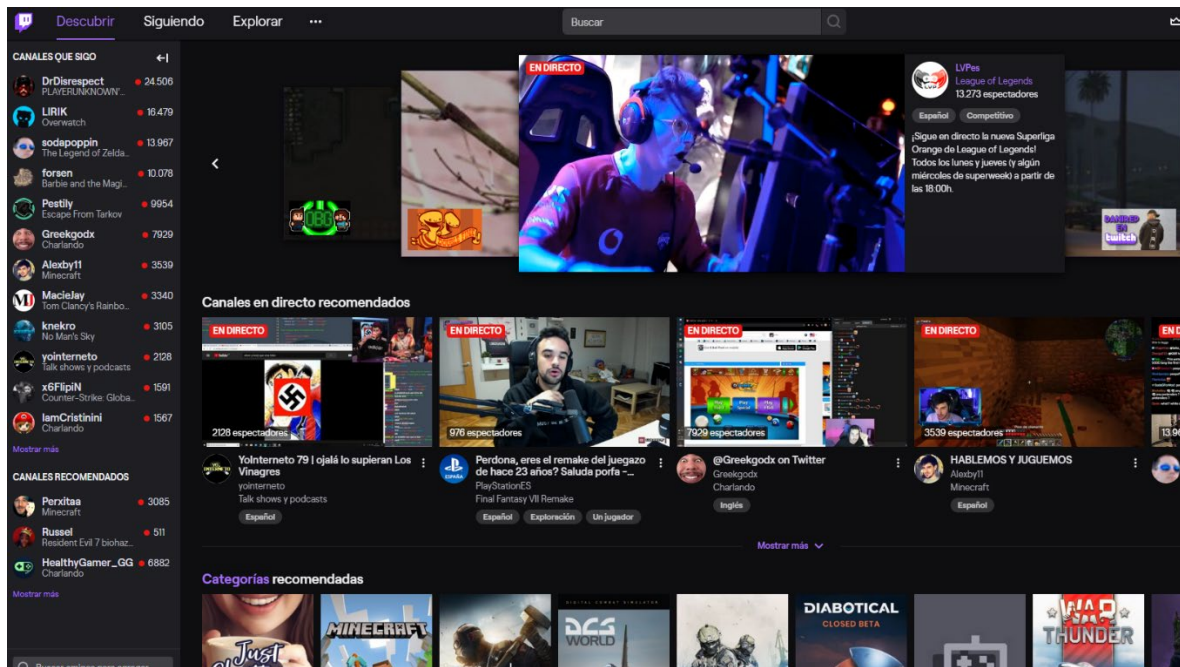 Descubrir
Siguiendo
Explorar
Buscar
CANALES QUE SIGO
DrDisrespect
24.506
PLAYERUNKNOWN'...
LIRIK
16.479
Overwatch
sodapoppin
13.967
The Legend of Zelda...
forsen
10.078
Barbie and the Magi...
Pestily
9954
Escape From Tarkov
Greekgodx
7929
Charlando
Alexby11
3539
Minecraft
MacieJay
3340
Tom Clancy's Rainbo...
knekro
3105
No Man's Sky
yointerneto
2128
Talk shows y podcasts
x6FlipiN
1591
Counter-Strike: Globa...
IamCristinini
1567
Charlando
Mostrar más
CANALES RECOMENDADOS
Perxitaa
3085
Minecraft
Russel
511
Resident Evil 7 biohaz...
HealthyGamer_GG
6882
Charlando
Mostrar más
OBG
EN DIRECTO
LVPes
League of Legends
13.273 espectadores
Español
Competitivo
¡Sigue en directo la nueva Superliga
Orange de League of Legends!
Todos los lunes y jueves (y algún
miércoles de superweek) a partir de
las 18:00h.
twitch
Canales en directo recomendados
EN DIRECTO
2128 espectadores
YoInterneto 79 | ojalá lo supieran Los
Vinagres
yointerneto
Talk shows y podcasts
Español
EN DIRECTO
976 espectadores
Perdona, eres el remake del juegazo
de hace 23 años? Saluda porfa -...
PlayStationES
Final Fantasy VII Remake
Español
Exploración
Un jugador
EN DIRECTO
7929 espectadores
@Greekgodx on Twitter
Greekgodx
Charlando
Inglés
EN DIRECTO
3539 espectadores
HABLEMOS Y JUGUEMOS
Alexby11
Minecraft
Español
EN D
13.96
Mostrar más
Categorías recomendadas
Just
MINECRAFT
DIGITAL COMBAT SIMULATOR
DCS
WORLD
DIABOTICAL
CLOSED BETA
WAR
THUNDER